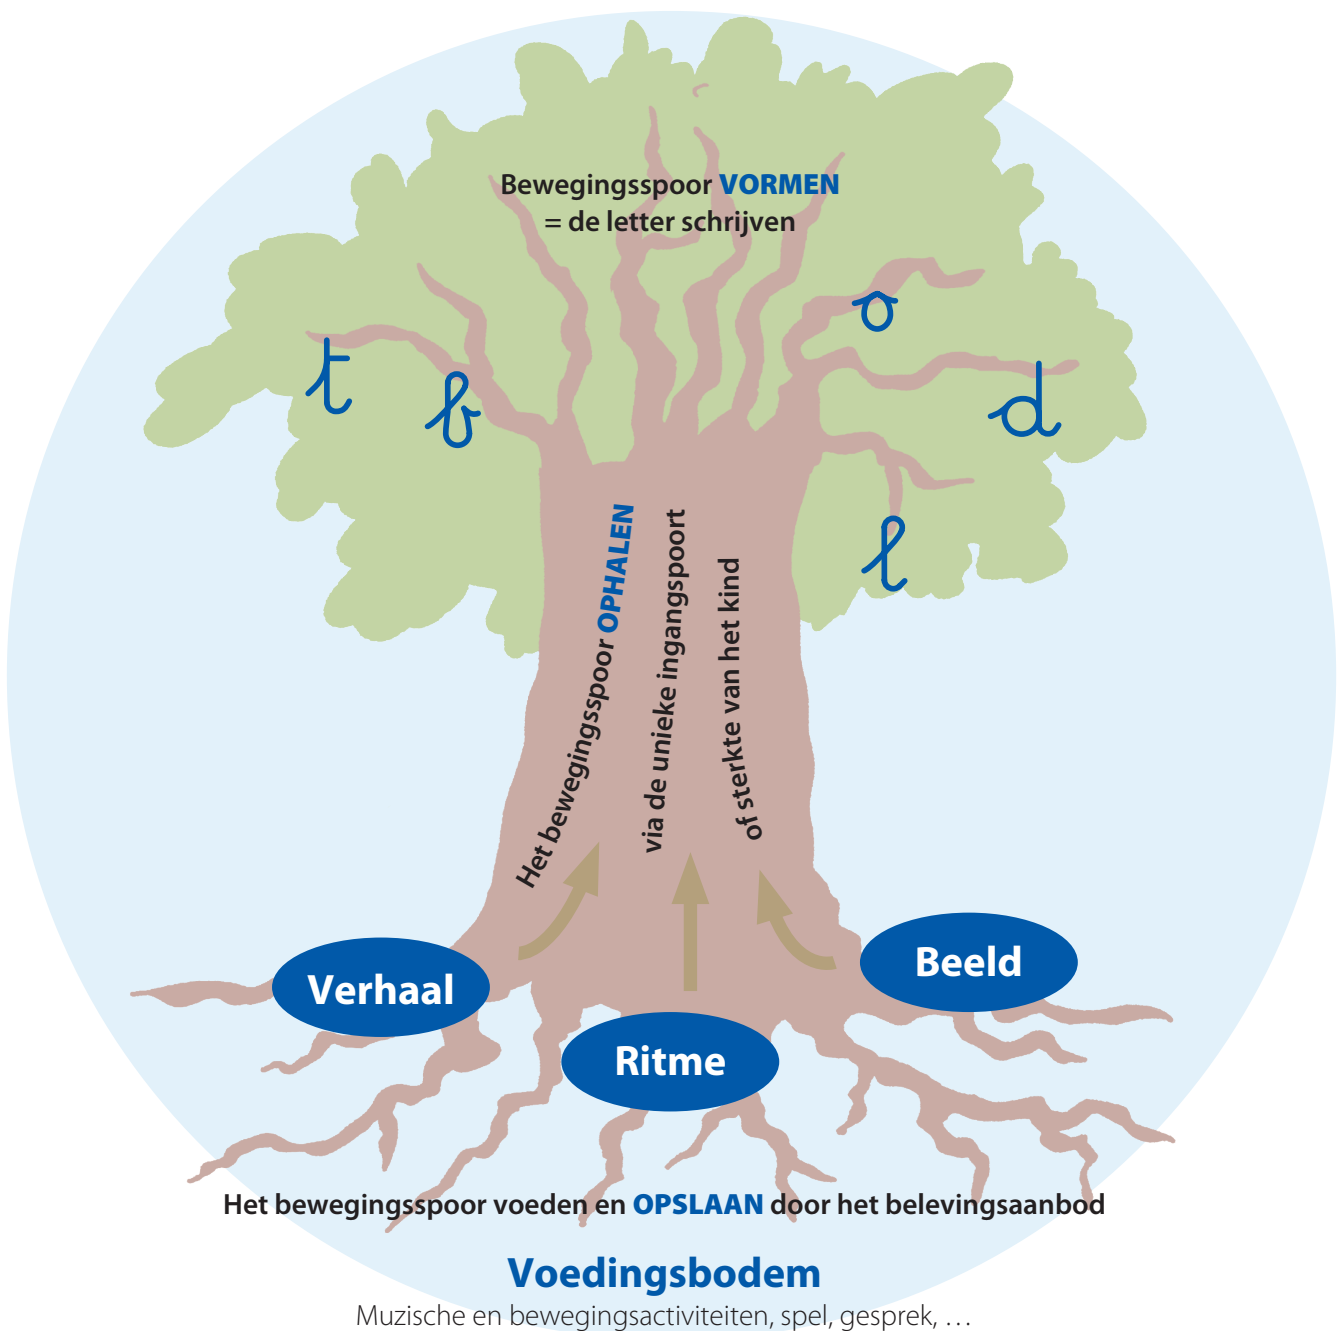 Bewegingsspoor VORMEN
= de letter schrijven
o
t
b
d
l
Het bewegingsspoor OPHALEN
via de unieke ingangspoort
of sterkte van het kind
Verhaal
Beeld
Ritme
Het bewegingsspoor voeden en OPSLAAN door het belevingsaanbod
Voedingsbodem
Muzische en bewegingsactiviteiten, spel, gesprek, …